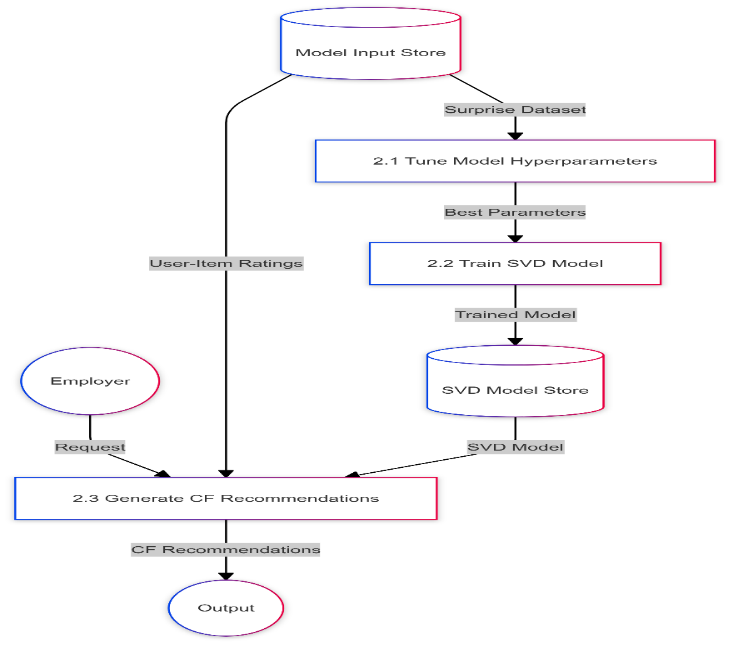 Model Input Store
Surprise Dataset
2.1 Tune Model Hyperparameters
Best Parameters
User-Item Ratings
2.2 Train SVD Model
Trained Model
Employer
SVD Model Store
Request
SVD Model
2.3 Generate CF Recommendations
CF Recommendations
Output